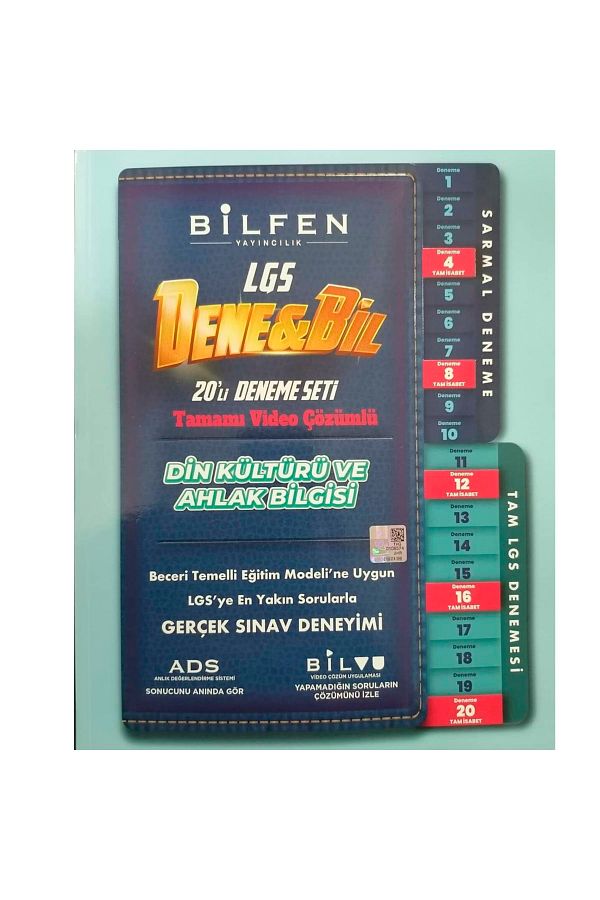 BİLFEN
YAYINCILIK
LGS
DENE&BİL
20'Lİ DENEME SETİ
Tamamı Video Çözümlü
DİN KÜLTÜRÜ VE
AHLAK BİLGİSİ
Beceri Temelli Eğitim Modeli'ne Uygun
LGS'ye En Yakın Sorularla
GERÇEK SINAV DENEYİMİ
ADS
ANLIK DEĞERLENDİRME SİSTEMİ
SONUCUNU ANINDA GÖR
BİLVU
VİDEO ÇÖZÜM UYGULAMASI
YAPAMADIĞIN SORULARIN
ÇÖZÜMÜNÜ İZLE
Deneme
1
Deneme
2
Deneme
3
Deneme
4
TAM İSABET
Deneme
5
Deneme
6
Deneme
7
Deneme
8
TAM İSABET
Deneme
9
Deneme
10
SARMAL DENEME
Deneme
11
Deneme
12
TAM İSABET
Deneme
13
Deneme
14
Deneme
15
Deneme
16
TAM İSABET
Deneme
17
Deneme
18
Deneme
19
Deneme
20
TAM İSABET
TAM LGS DENEMESİ